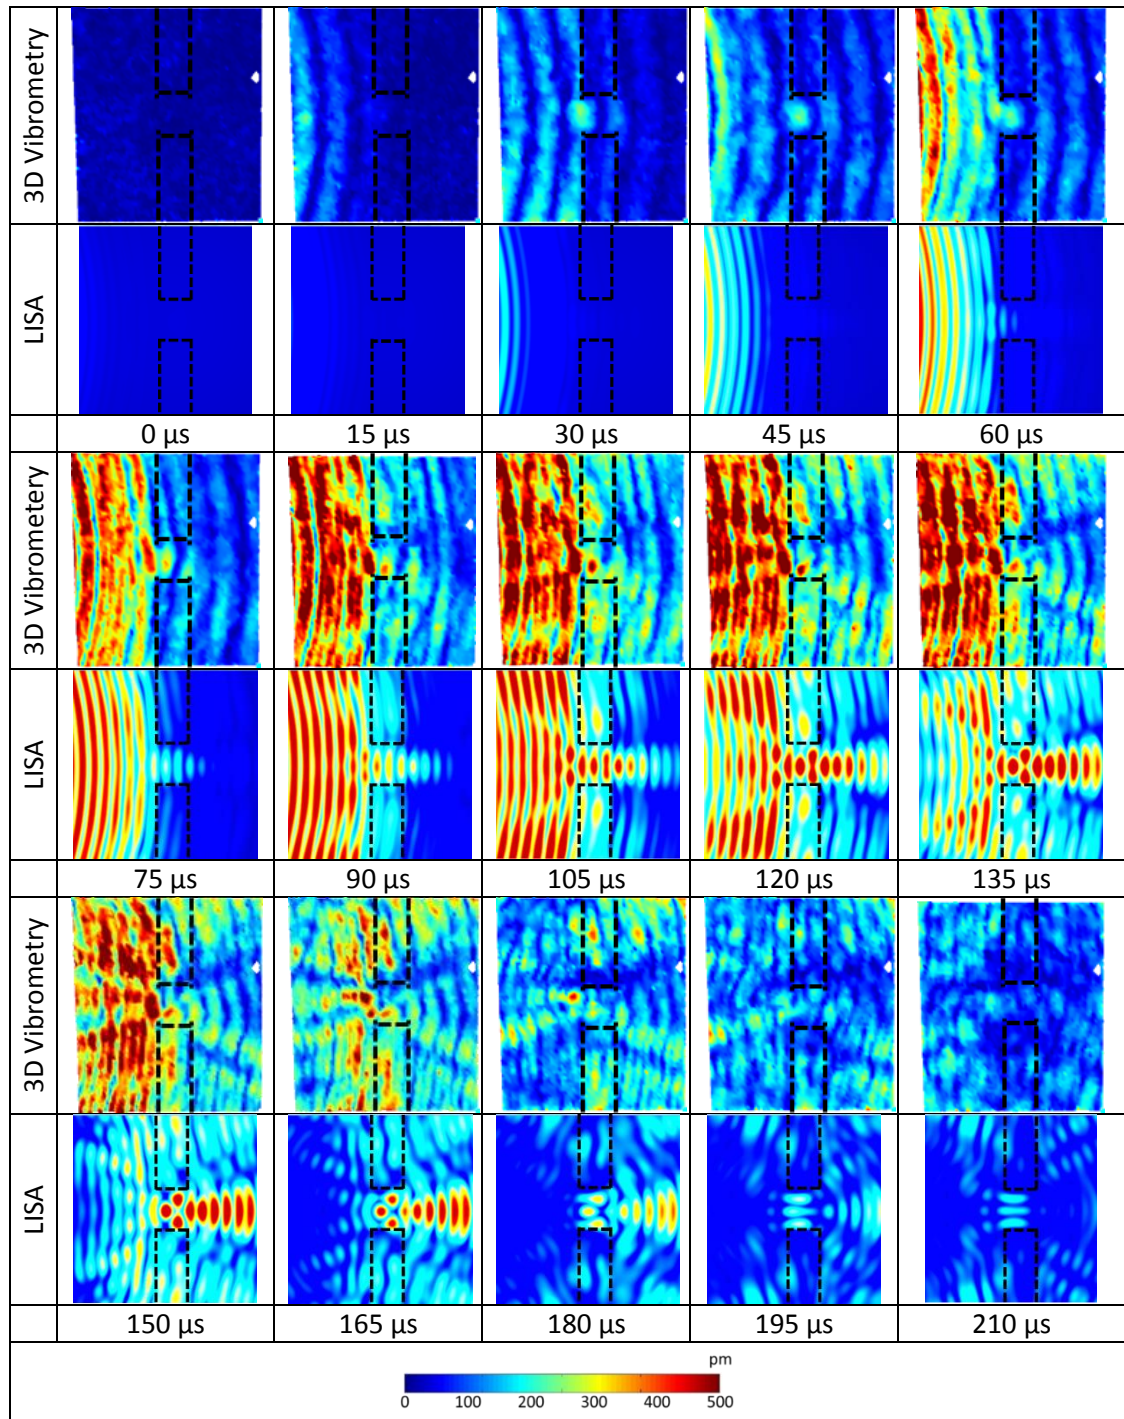 3D Vibrometry
LISA
0 µs 15 µs 30 µs 45 µs 60 µs
3D Vibrometery
LISA
75 µs 90 µs 105 µs 120 µs 135 µs
3D Vibrometry
LISA
150 µs 165 µs 180 µs 195 µs 210 µs
pm
0 100 200 300 400 500